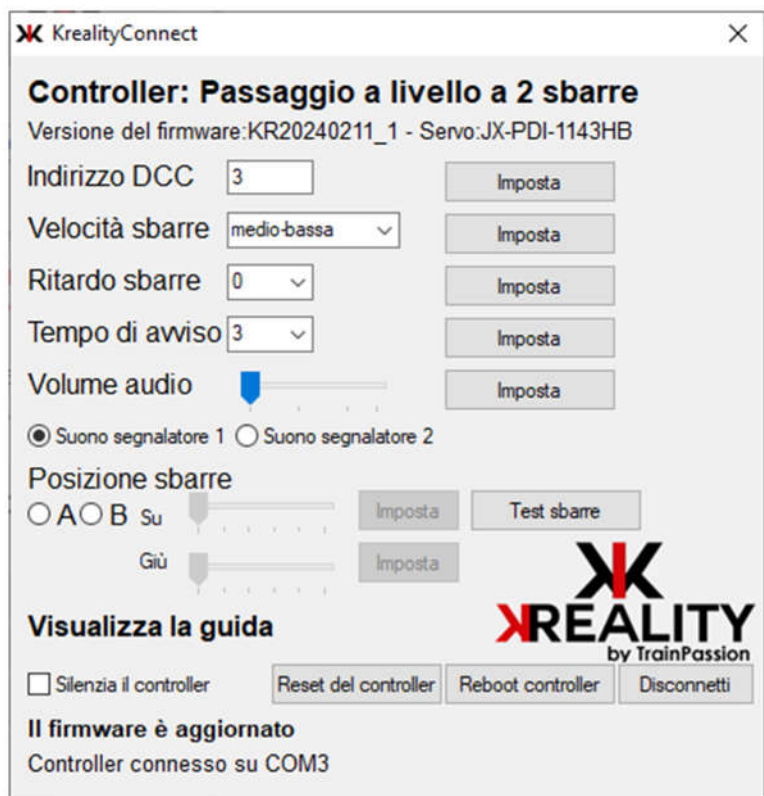 KrealityConnect
Controller: Passaggio a livello a 2 sbarre
Versione del firmware:KR20240211_1 - Servo:JX-PDI-1143HB
Indirizzo DCC 3 Imposta
Velocità sbarre medio-bassa Imposta
Ritardo sbarre 0 Imposta
Tempo di avviso 3 Imposta
Volume audio Imposta
Suono segnalatore 1 Suono segnalatore 2
Posizione sbarre
A B Su Imposta Test sbarre
Giù Imposta
KREALITY
by TrainPassion
Visualizza la guida
Silenzia il controller Reset del controller Reboot controller Disconnetti
Il firmware è aggiornato
Controller connesso su COM3